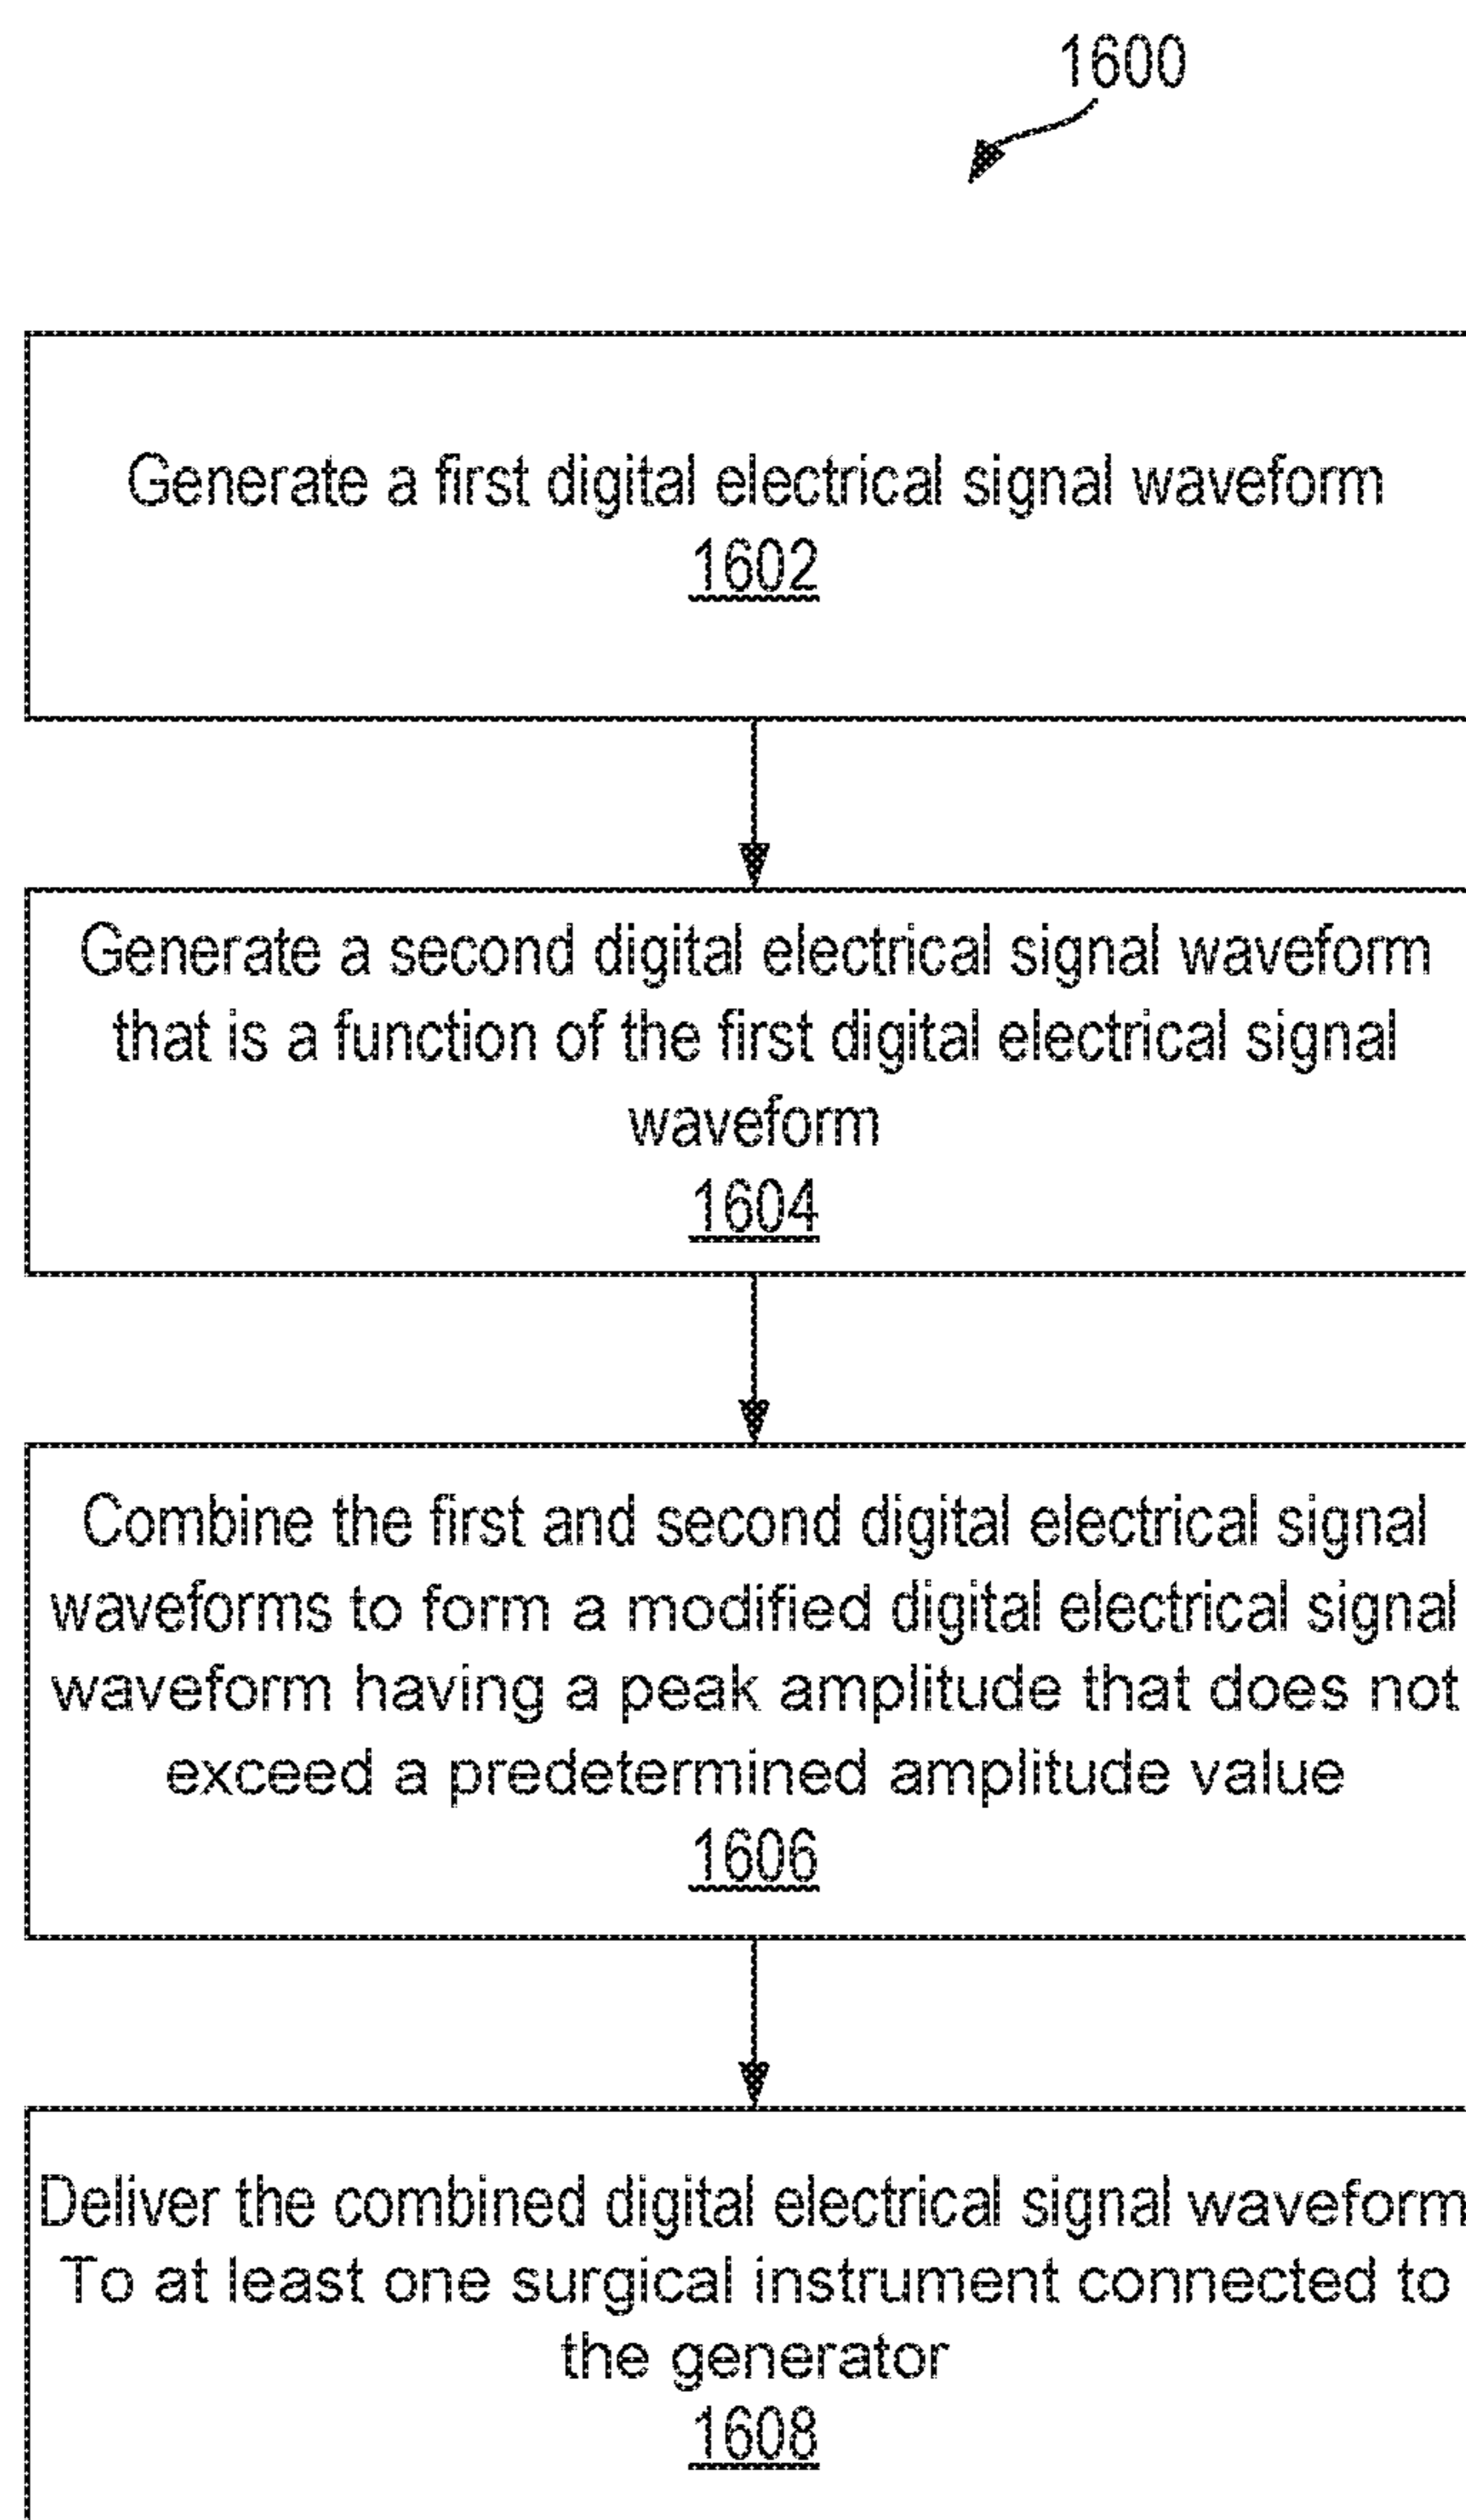 1600
Generate a first digital electrical signal waveform
1602
Generate a second digital electrical signal waveform
that is a function of the first digital electrical signal
waveform
1604
Combine the first and second digital electrical signal
waveforms to form a modified digital electrical signal
waveform having a peak amplitude that does not
exceed a predetermined amplitude value
1606
Deliver the combined digital electrical signal waveform
To at least one surgical instrument connected to
the generator
1608